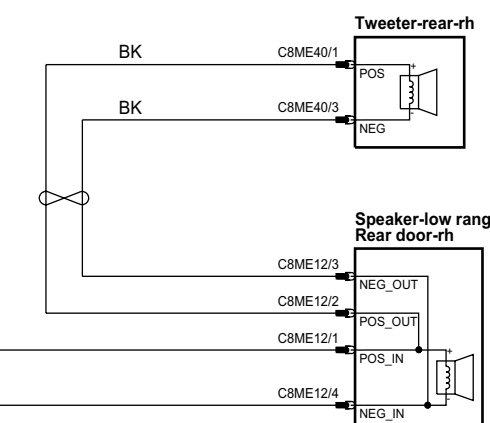 Tweeter-rear-rh
BK
C8ME40/1
POS
+
BK
C8ME40/3
-
NEG
Speaker-low rang
Rear door-rh
C8ME12/3
NEG_OUT
C8ME12/2
POS_OUT
C8ME12/1
+
POS_IN
C8ME12/4
-
NEG_IN